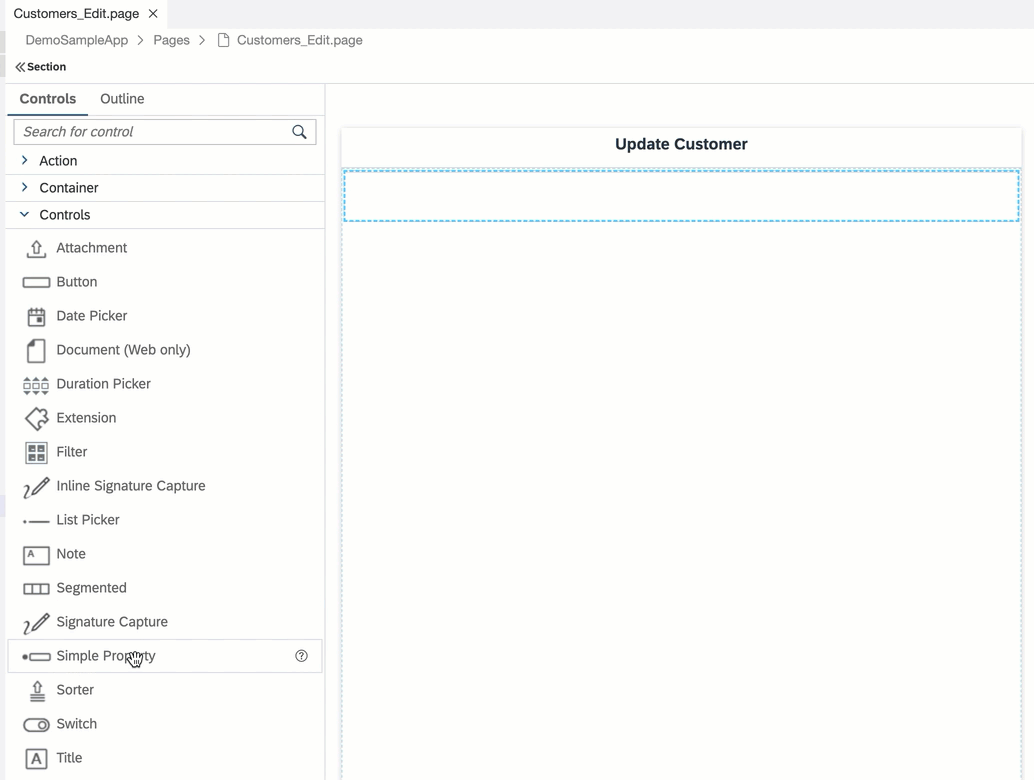 Customers_Edit.page
DemoSampleApp > Pages > Customers_Edit.page
Section
Controls Outline
Search for control
Action
Container
Controls
Update Customer
Attachment
Button
Date Picker
Document (Web only)
Duration Picker
Extension
Filter
Inline Signature Capture
List Picker
Note
Segmented
Signature Capture
Simple Property
Sorter
Switch
Title